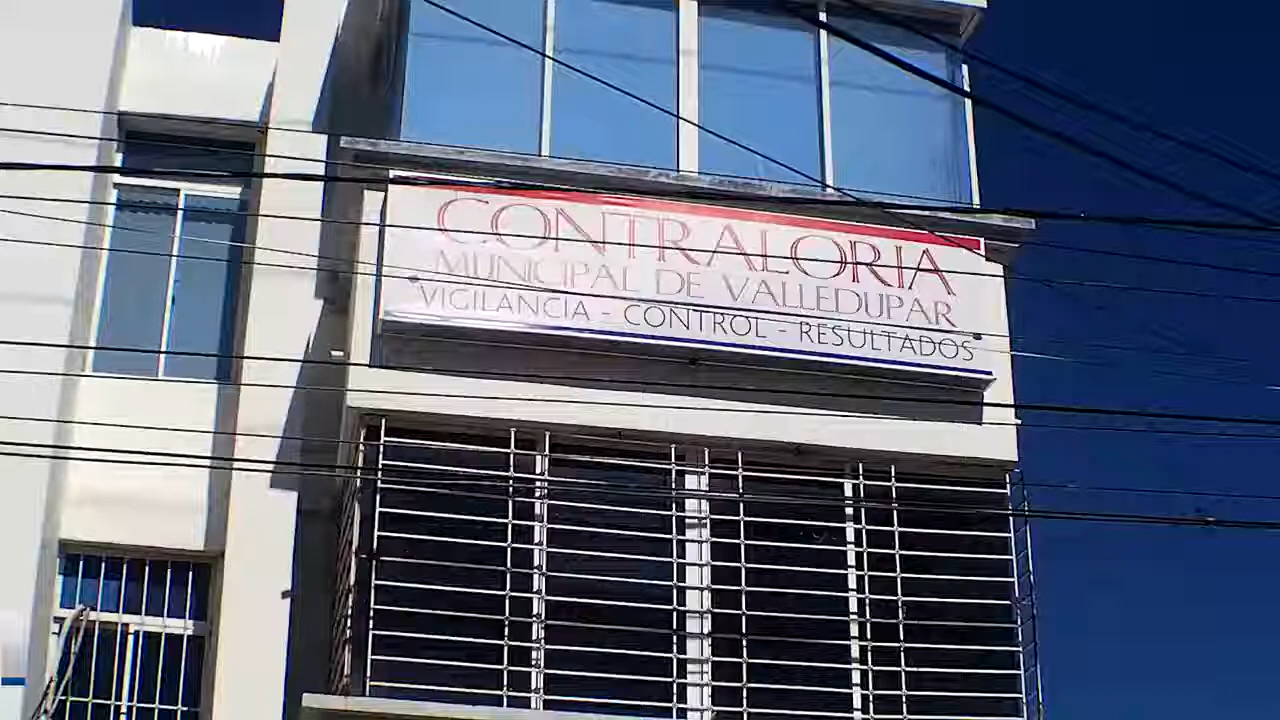 CONTRALORIA
MUNICIPAL DE VALLEDUPAR
VIGILANCIA - CONTROL - RESULTADOS